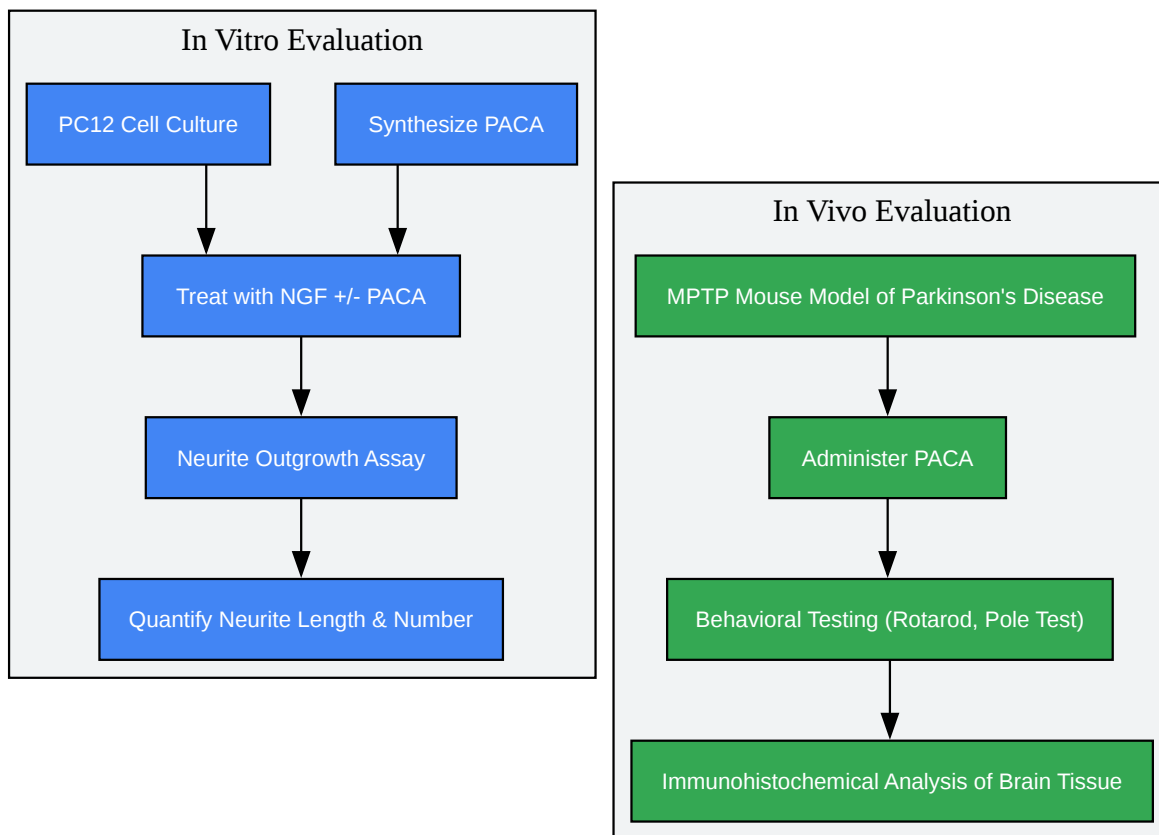 In Vitro Evaluation
PC12 Cell Culture
Synthesize PACA
Treat with NGF +/- PACA
Neurite Outgrowth Assay
Quantify Neurite Length & Number
In Vivo Evaluation
MPTP Mouse Model of Parkinson's Disease
Administer PACA
Behavioral Testing (Rotarod, Pole Test)
Immunohistochemical Analysis of Brain Tissue